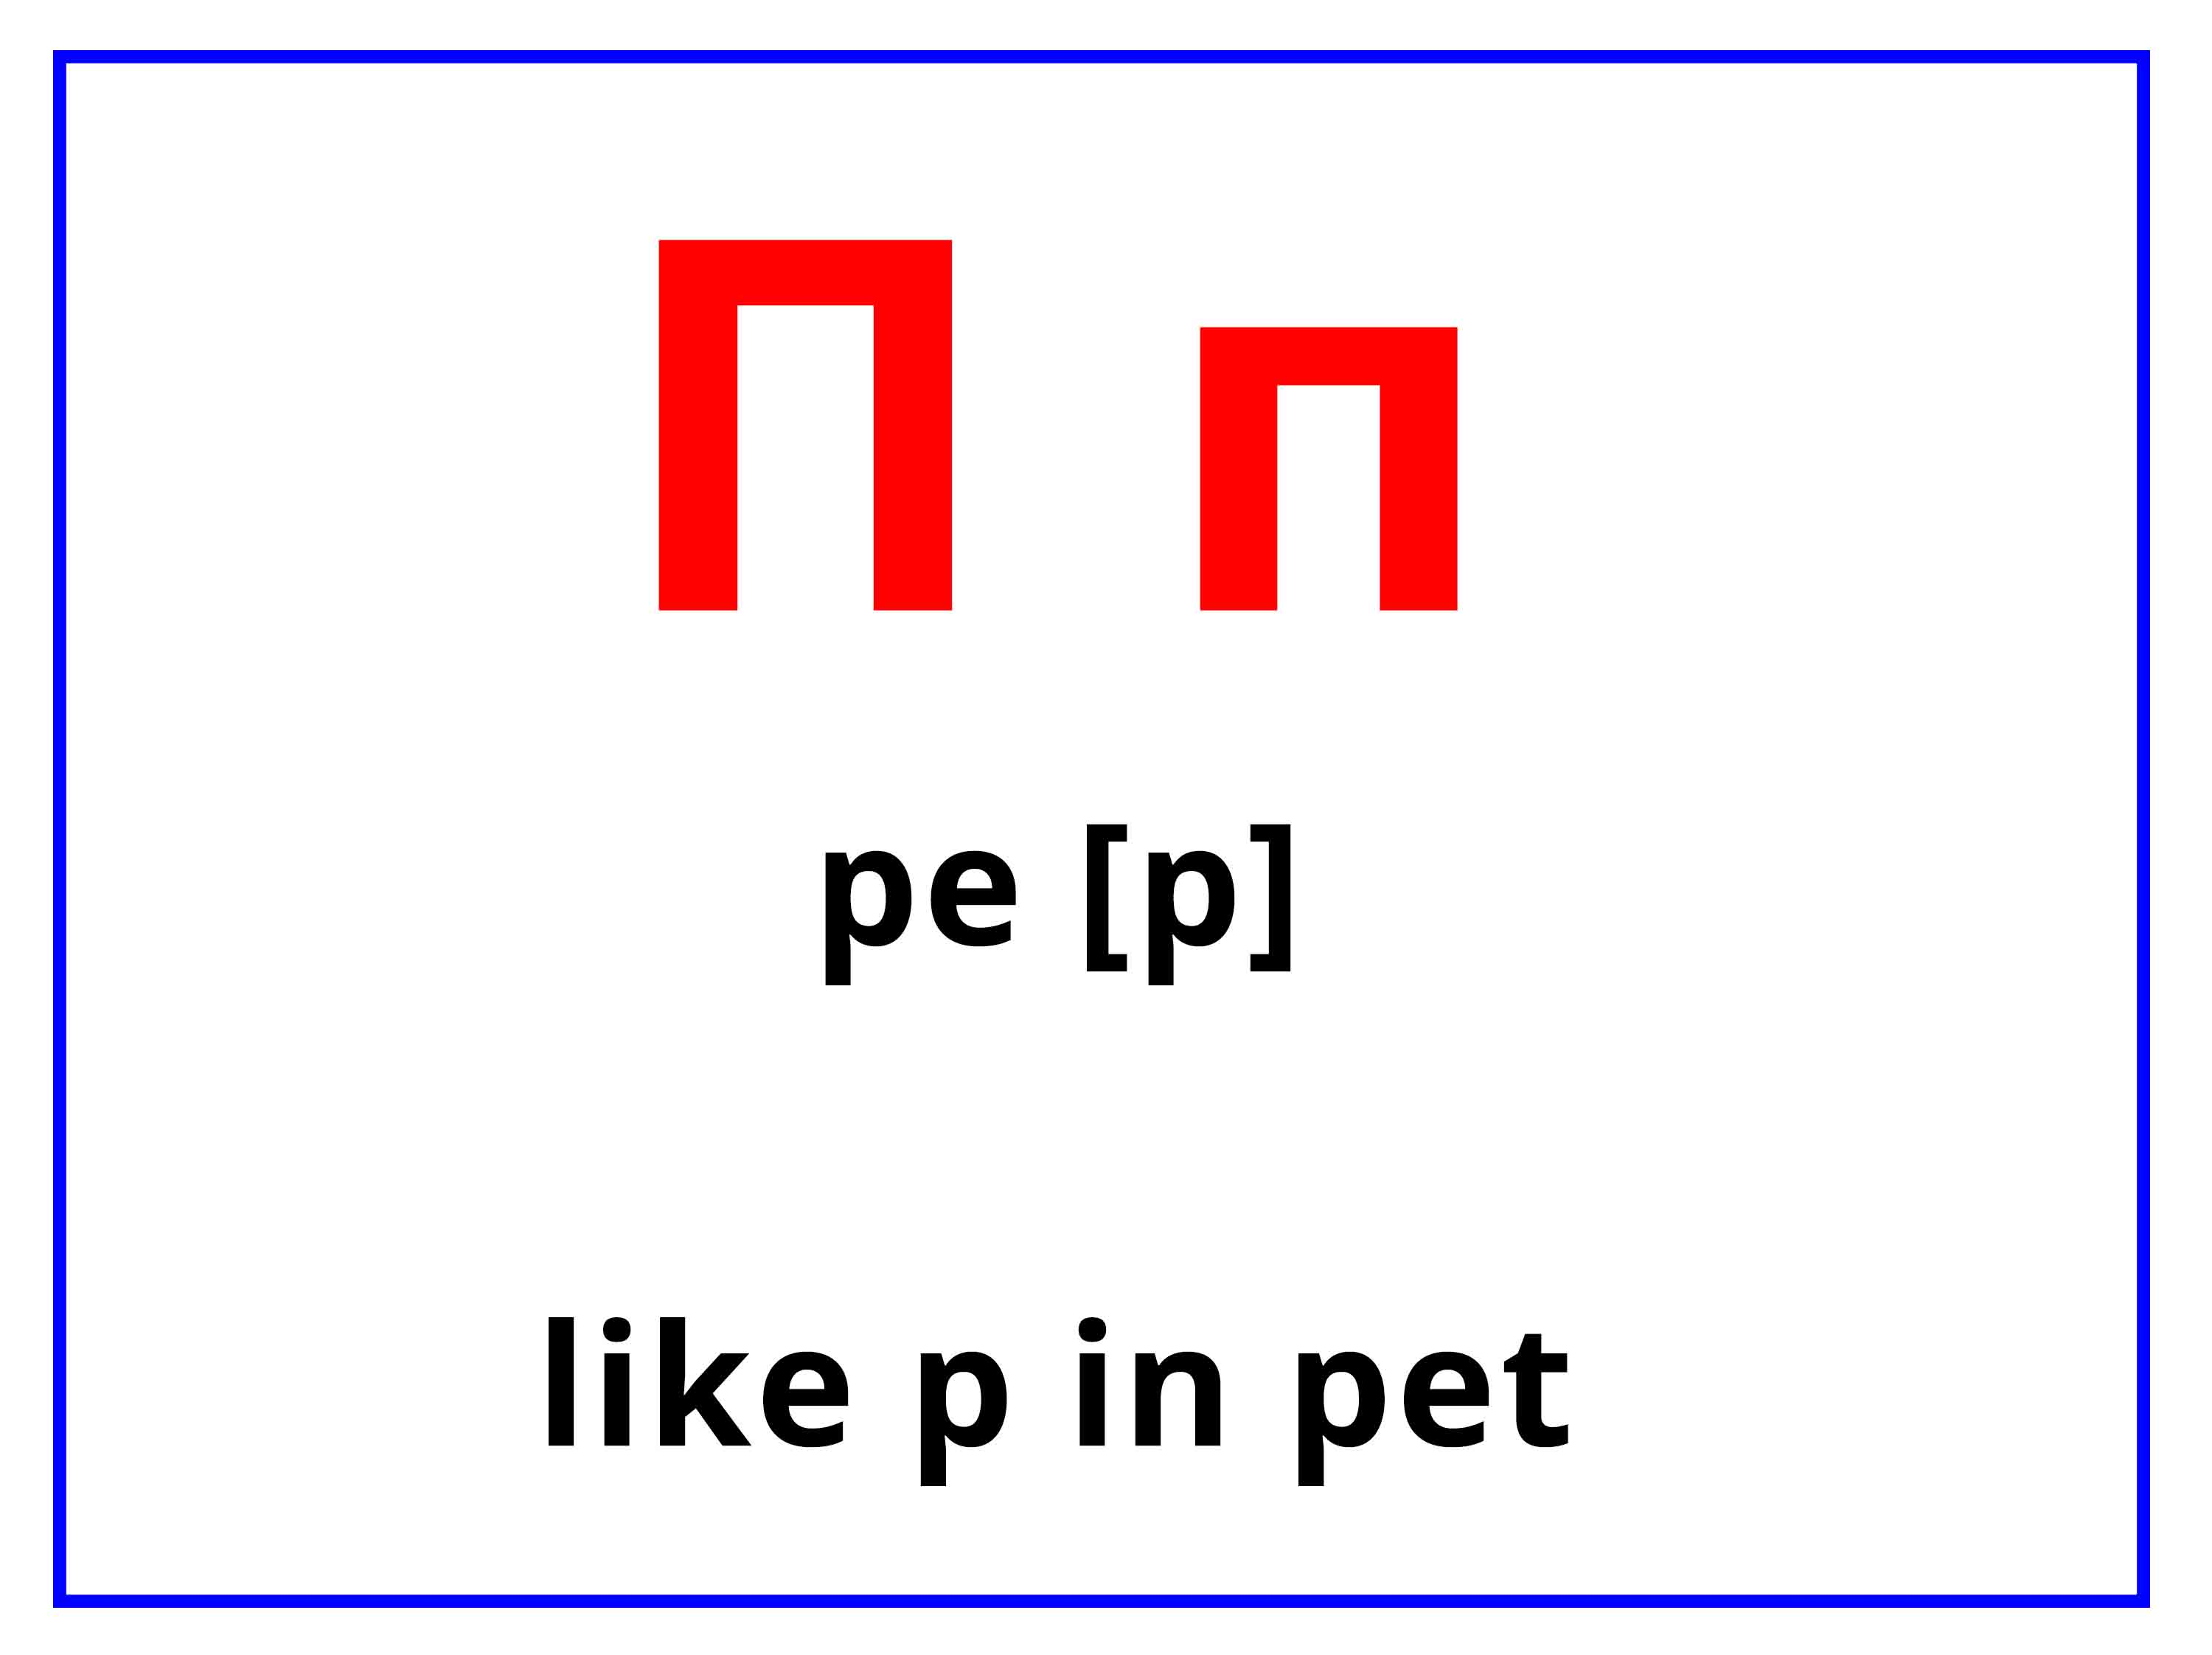 П п
pe [p]
like p in pet